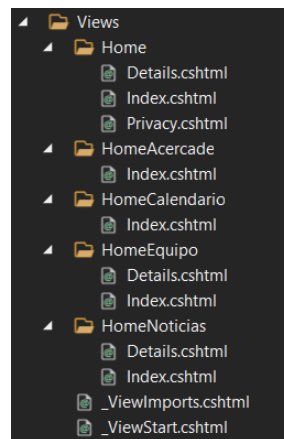 Views
Home
Details.cshtml
Index.cshtml
Privacy.cshtml
HomeAcercade
Index.cshtml
HomeCalendario
Index.cshtml
HomeEquipo
Details.cshtml
Index.cshtml
HomeNoticias
Details.cshtml
Index.cshtml
_ViewImports.cshtml
_ViewStart.cshtml